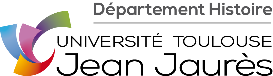 Département Histoire
UNIVERSITÉ TOULOUSE
Jean Jaurès